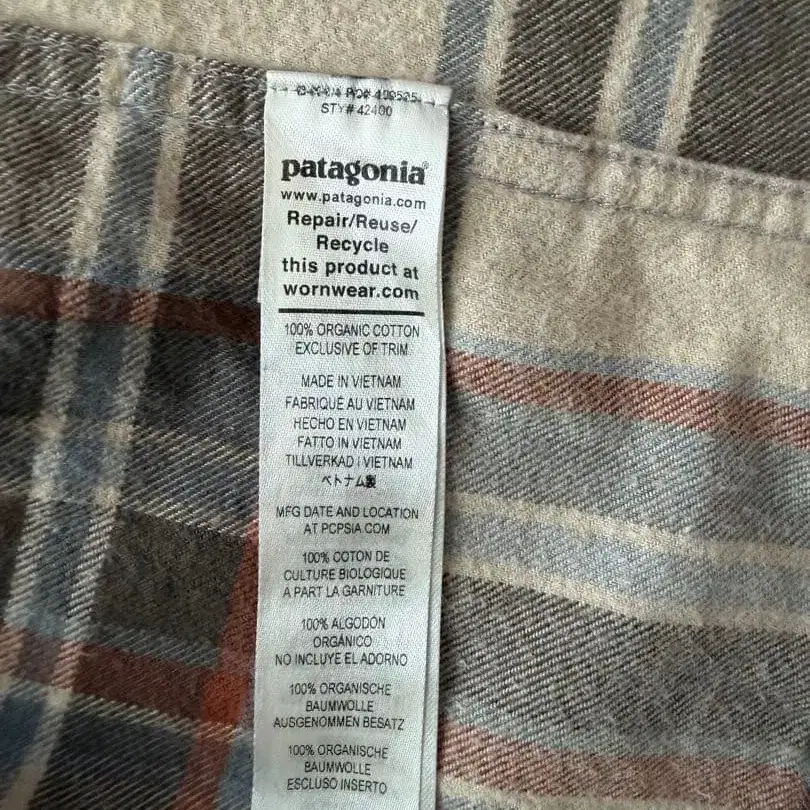 STY# 42400
patagonia®
www.patagonia.com
Repair/Reuse/
Recycle
this product at
wornwear.com
100% ORGANIC COTTON
EXCLUSIVE OF TRIM
MADE IN VIETNAM
FABRIQUÉ AU VIETNAM
HECHO EN VIETNAM
FATTO IN VIETNAM
TILLVERKAD I VIETNAM
ベトナム製
MFG DATE AND LOCATION
AT PCPSIA.COM
100% COTON DE
CULTURE BIOLOGIQUE
A PART LA GARNITURE
100% ALGODÓN
ORGÁNICO
NO INCLUYE EL ADORNO
100% ORGANISCHE
BAUMWOLLE
AUSGENOMMEN BESATZ
100% ORGANISCHE
BAUMWOLLE
ESCLUSO INSERTO